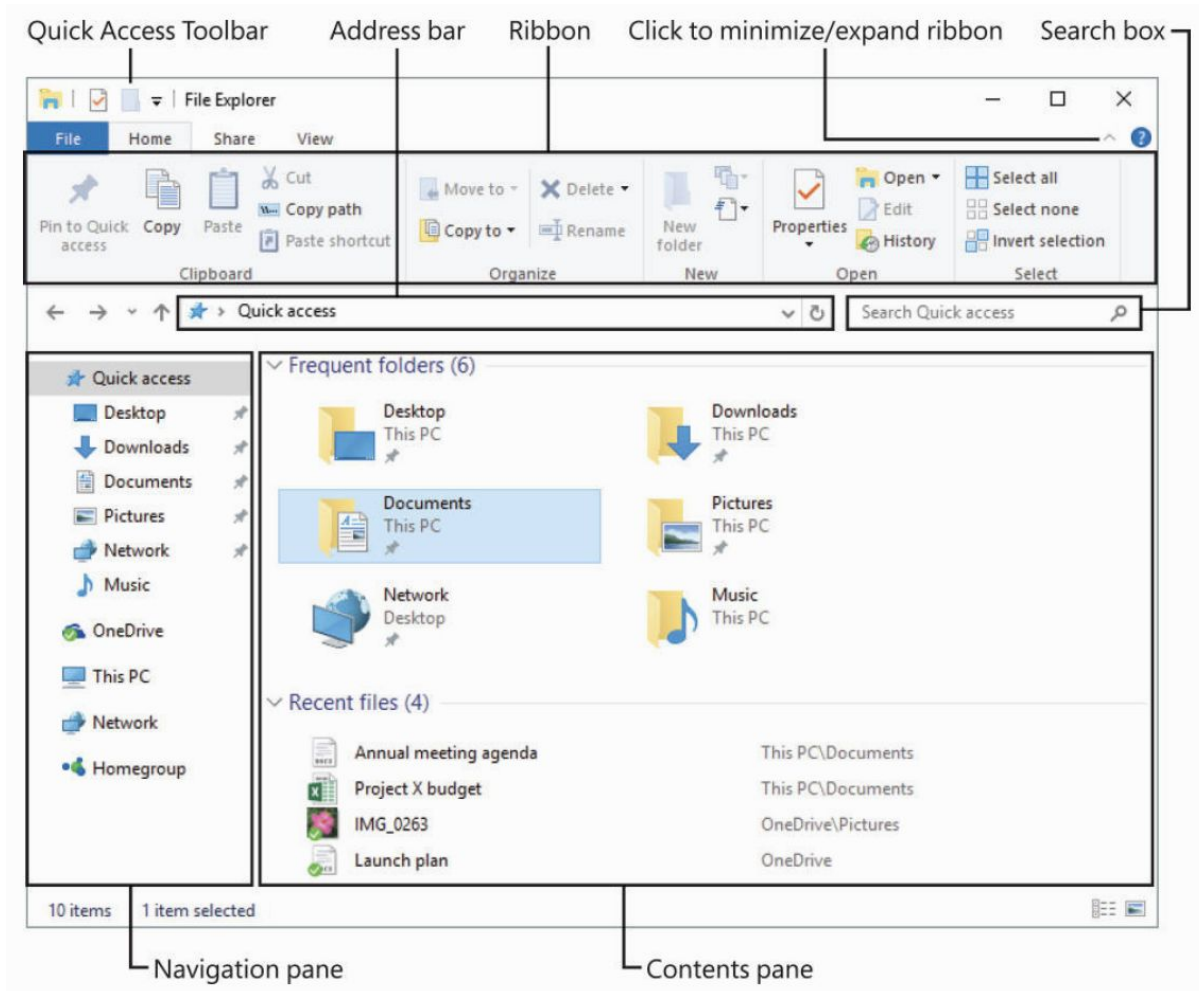 Quick Access Toolbar Address bar Ribbon Click to minimize/expand ribbon Search box
File Explorer
File Home Share View
Pin to Quick access
Copy
Paste
Cut
Copy path
Paste shortcut
Clipboard
Move to
Copy to
Delete
Rename
Organize
New folder
New
Properties
Open
Edit
History
Open
Select all
Select none
Invert selection
Select
Quick access
Search Quick access
Quick access
Desktop
Downloads
Documents
Pictures
Network
Music
OneDrive
This PC
Network
Homegroup
Frequent folders (6)
Desktop
This PC
Downloads
This PC
Documents
This PC
Pictures
This PC
Network
Desktop
Music
This PC
Recent files (4)
Annual meeting agenda This PC\Documents
Project X budget This PC\Documents
IMG_0263 OneDrive\Pictures
Launch plan OneDrive
10 items 1 item selected
Navigation pane Contents pane